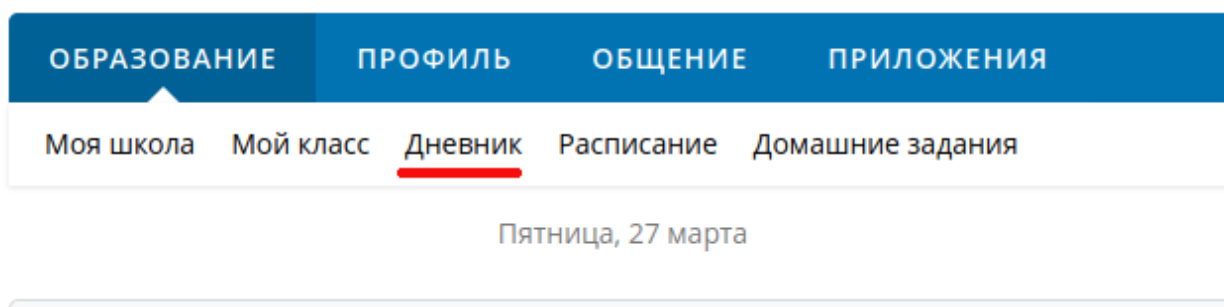 ОБРАЗОВАНИЕ ПРОФИЛЬ ОБЩЕНИЕ ПРИЛОЖЕНИЯ
Моя школа Мой класс Дневник Расписание Домашние задания
Пятница, 27 марта